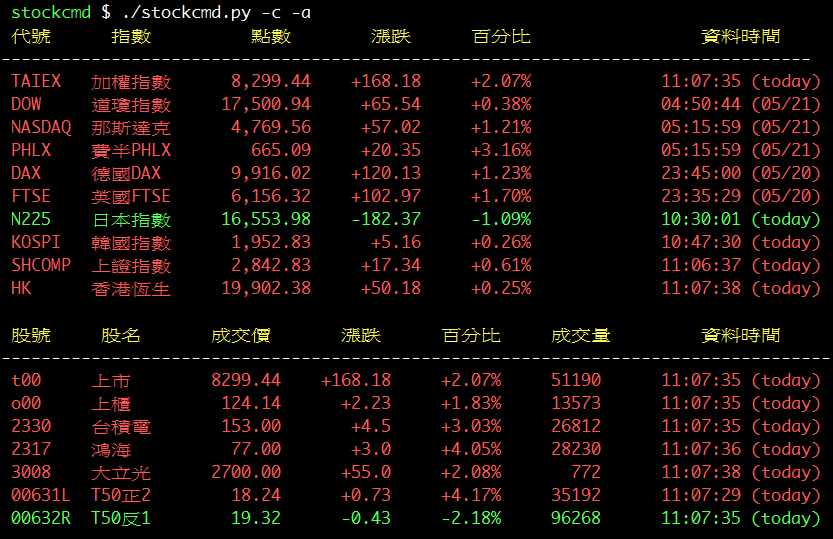 stockcmd $ ./stockcmd.py -c -a
代號 指數 點數 漲跌 百分比 資料時間
---------------------------------------------------------------------------------
TAIEX 加權指數 8,299.44 +168.18 +2.07% 11:07:35 (today)
DOW 道瓊指數 17,500.94 +65.54 +0.38% 04:50:44 (05/21)
NASDAQ 那斯達克 4,769.56 +57.02 +1.21% 05:15:59 (05/21)
PHLX 費半PHLX 665.09 +20.35 +3.16% 05:15:59 (05/21)
DAX 德國DAX 9,916.02 +120.13 +1.23% 23:45:00 (05/20)
FTSE 英國FTSE 6,156.32 +102.97 +1.70% 23:35:29 (05/20)
N225 日本指數 16,553.98 -182.37 -1.09% 10:30:01 (today)
KOSPI 韓國指數 1,952.83 +5.16 +0.26% 10:47:30 (today)
SHCOMP 上證指數 2,842.83 +17.34 +0.61% 11:06:37 (today)
HK 香港恆生 19,902.38 +50.18 +0.25% 11:07:38 (today)
股號 股名 成交價 漲跌 百分比 成交量 資料時間
-----------------------------------------------------------------------------------
t00 上市 8299.44 +168.18 +2.07% 51190 11:07:35 (today)
o00 上櫃 124.14 +2.23 +1.83% 13573 11:07:35 (today)
2330 台積電 153.00 +4.5 +3.03% 26812 11:07:35 (today)
2317 鴻海 77.00 +3.0 +4.05% 28230 11:07:36 (today)
3008 大立光 2700.00 +55.0 +2.08% 772 11:07:38 (today)
00631L T50正2 18.24 +0.73 +4.17% 35192 11:07:29 (today)
00632R T50反1 19.32 -0.43 -2.18% 96268 11:07:35 (today)